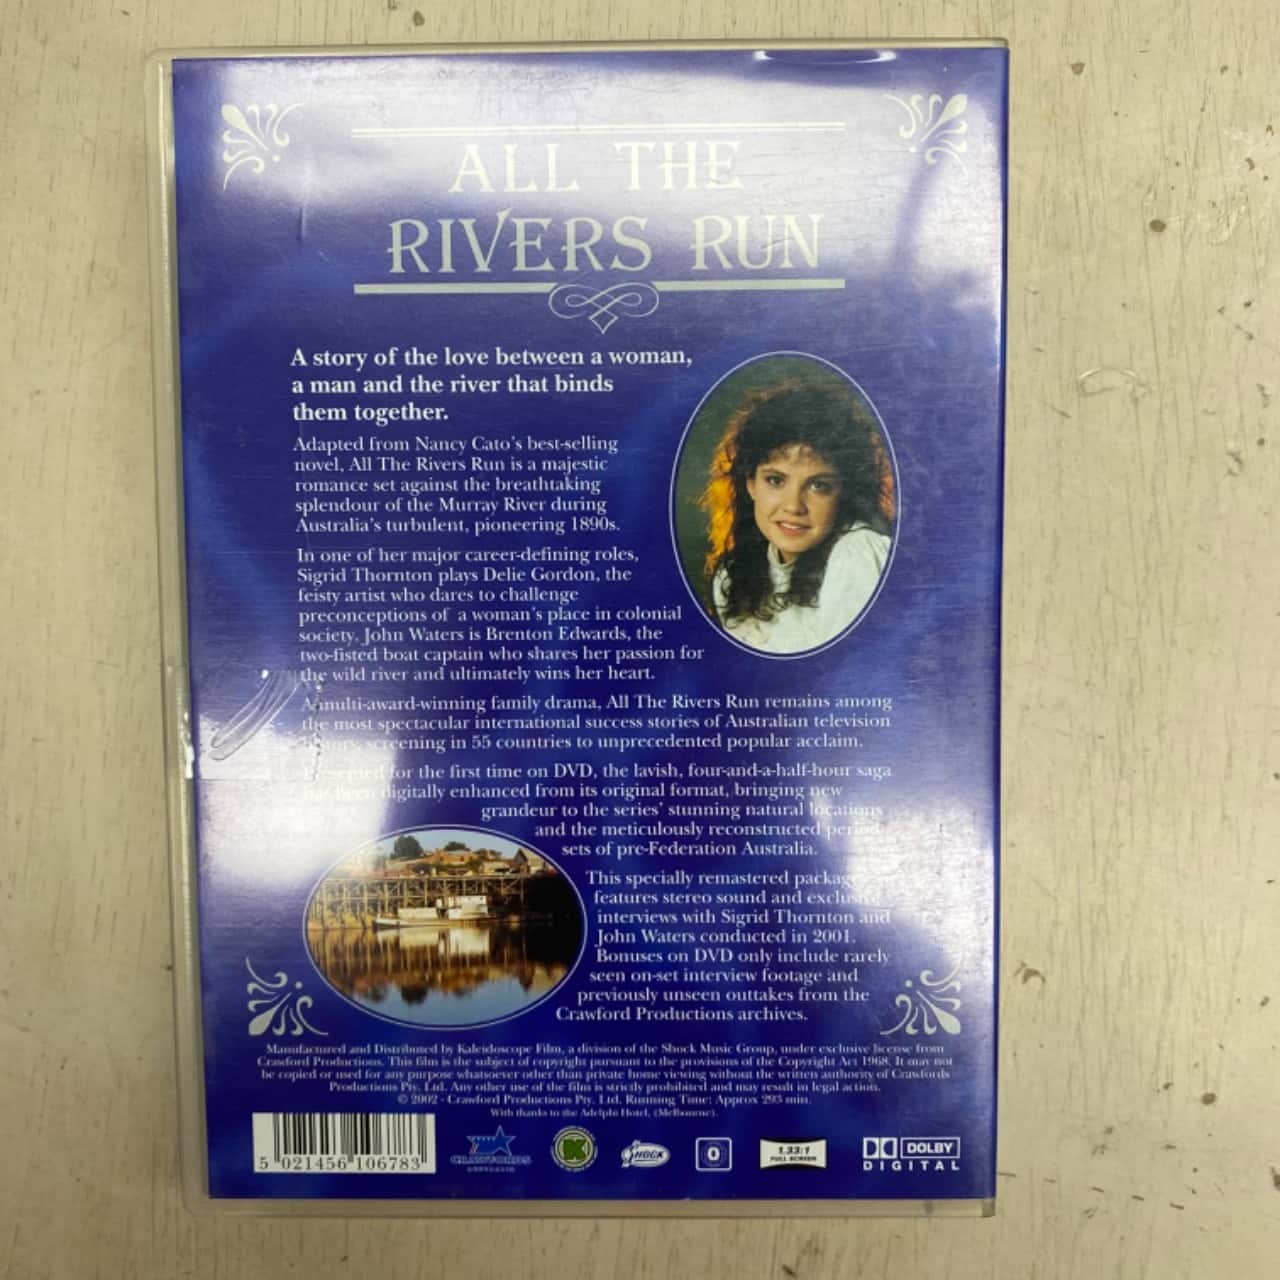 ALL THE
RIVERS RUN
A story of the love between a woman,
a man and the river that binds
them together.
Adapted from Nancy Cato's best-selling
novel, All The Rivers Run is a majestic
romance set against the breathtaking
splendour of the Murray River during
Australia's turbulent, pioneering 1890s.
In one of her major career-defining roles,
Sigrid Thornton plays Delie Gordon, the
feisty artist who dares to challenge
preconceptions of a woman's place in colonial
society. John Waters is Brenton Edwards, the
two-fisted boat captain who shares her passion for
the wild river and ultimately wins her heart.
A multi-award-winning family drama, All The Rivers Run remains among
the most spectacular international success stories of Australian television
history, screening in 55 countries to unprecedented popular acclaim.
Presented for the first time on DVD, the lavish, four-and-a-half-hour saga
has been digitally enhanced from its original format, bringing new
grandeur to the series' stunning natural locations
and the meticulously reconstructed period
sets of pre-Federation Australia.
This specially remastered package
features stereo sound and exclusive
interviews with Sigrid Thornton and
John Waters conducted in 2001.
Bonuses on DVD only include rarely
seen on-set interview footage and
previously unseen outtakes from the
Crawford Productions archives.
Manufactured and Distributed by Kaleidoscope Film, a division of the Shock Music Group, under exclusive license from
Crawford Productions. This film is the subject of copyright pursuant to the provisions of the Copyright Act 1968. It may not
be copied or used for any purpose whatsoever other than private home viewing without the written authority of Crawfords
Productions Pty. Ltd. Any other use of the film is strictly prohibited and may result in legal action.
© 2002 - Crawford Productions Pty. Ltd. Running Time: Approx 293 min.
With thanks to the Adelphi Hotel, (Melbourne).
5 021456 106783
CRAWFORDS
AUSTRALIA
K
SHOCK
0
1.33:1
FULL SCREEN
DOLBY
DIGITAL